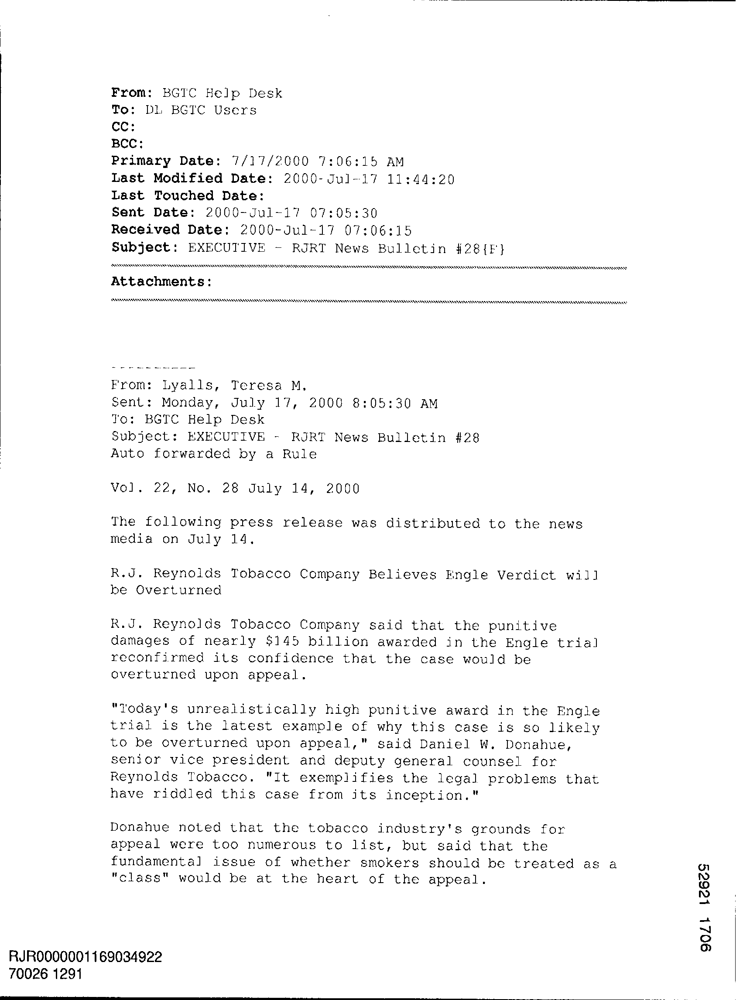 From: BGTC Help Desk
To: DL BGTC Users
CC:
BCC:
Primary Date: 7/17/2000 7:06:15 AM
Last Modified Date: 2000-Jul-17 11:44:20
Last Touched Date:
Sent Date: 2000-Jul-17 07:05:30
Received Date: 2000-Jul-17 07:06:15
Subject: EXECUTIVE - RJRT News Bulletin #28{F}
Attachments:
----------
From: Lyalls, Teresa M.
Sent: Monday, July 17, 2000 8:05:30 AM
To: BGTC Help Desk
Subject: EXECUTIVE - RJRT News Bulletin #28
Auto forwarded by a Rule
Vol. 22, No. 28 July 14, 2000
The following press release was distributed to the news
media on July 14.
R.J. Reynolds Tobacco Company Believes Engle Verdict will
be Overturned
R.J. Reynolds Tobacco Company said that the punitive
damages of nearly $145 billion awarded in the Engle trial
reconfirmed its confidence that the case would be
overturned upon appeal.
"Today's unrealistically high punitive award in the Engle
trial is the latest example of why this case is so likely
to be overturned upon appeal," said Daniel W. Donahue,
senior vice president and deputy general counsel for
Reynolds Tobacco. "It exemplifies the legal problems that
have riddled this case from its inception."
Donahue noted that the tobacco industry's grounds for
appeal were too numerous to list, but said that the
fundamental issue of whether smokers should be treated as a
"class" would be at the heart of the appeal.
52921 1706
RJR0000001169034922
70026 1291